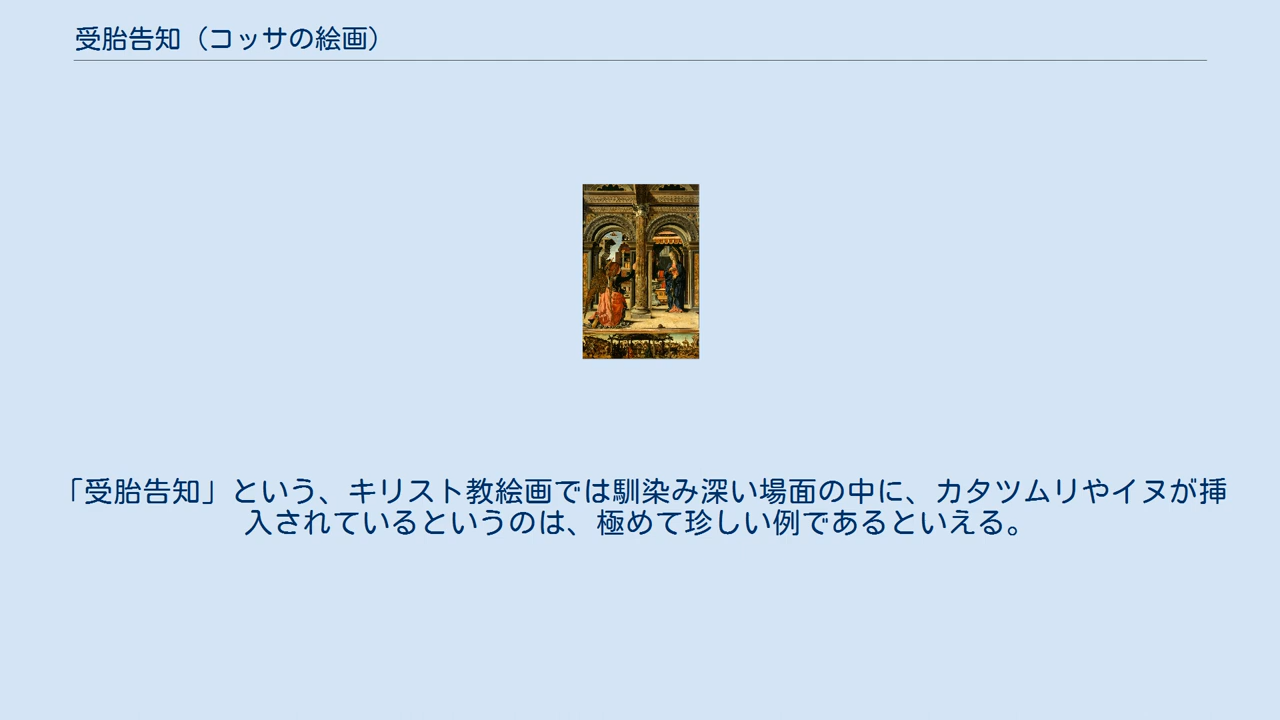 受胎告知（コッサの絵画）
「受胎告知」という、キリスト教絵画では馴染み深い場面の中に、カタツムリやイヌが挿
入されているというのは、極めて珍しい例であるといえる。